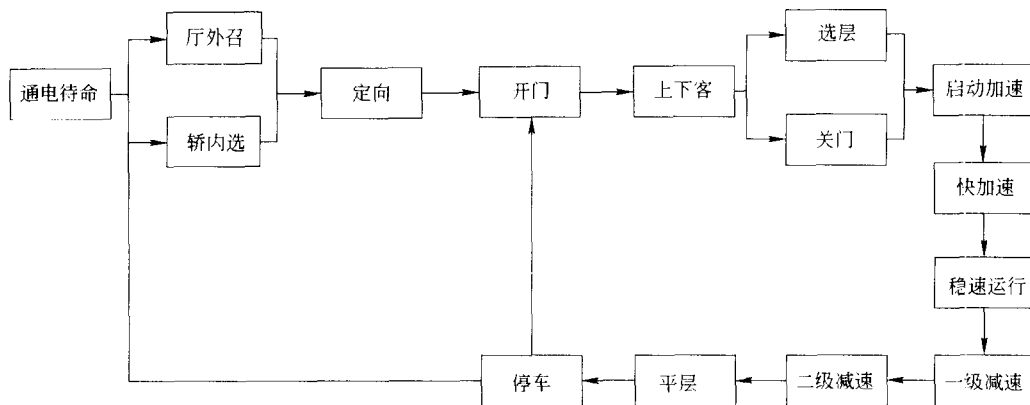 厅外召
选层
通电待命
定向
开门
上下客
启动加速
轿内选
关门
快加速
稳速运行
停车
平层
二级减速
一级减速